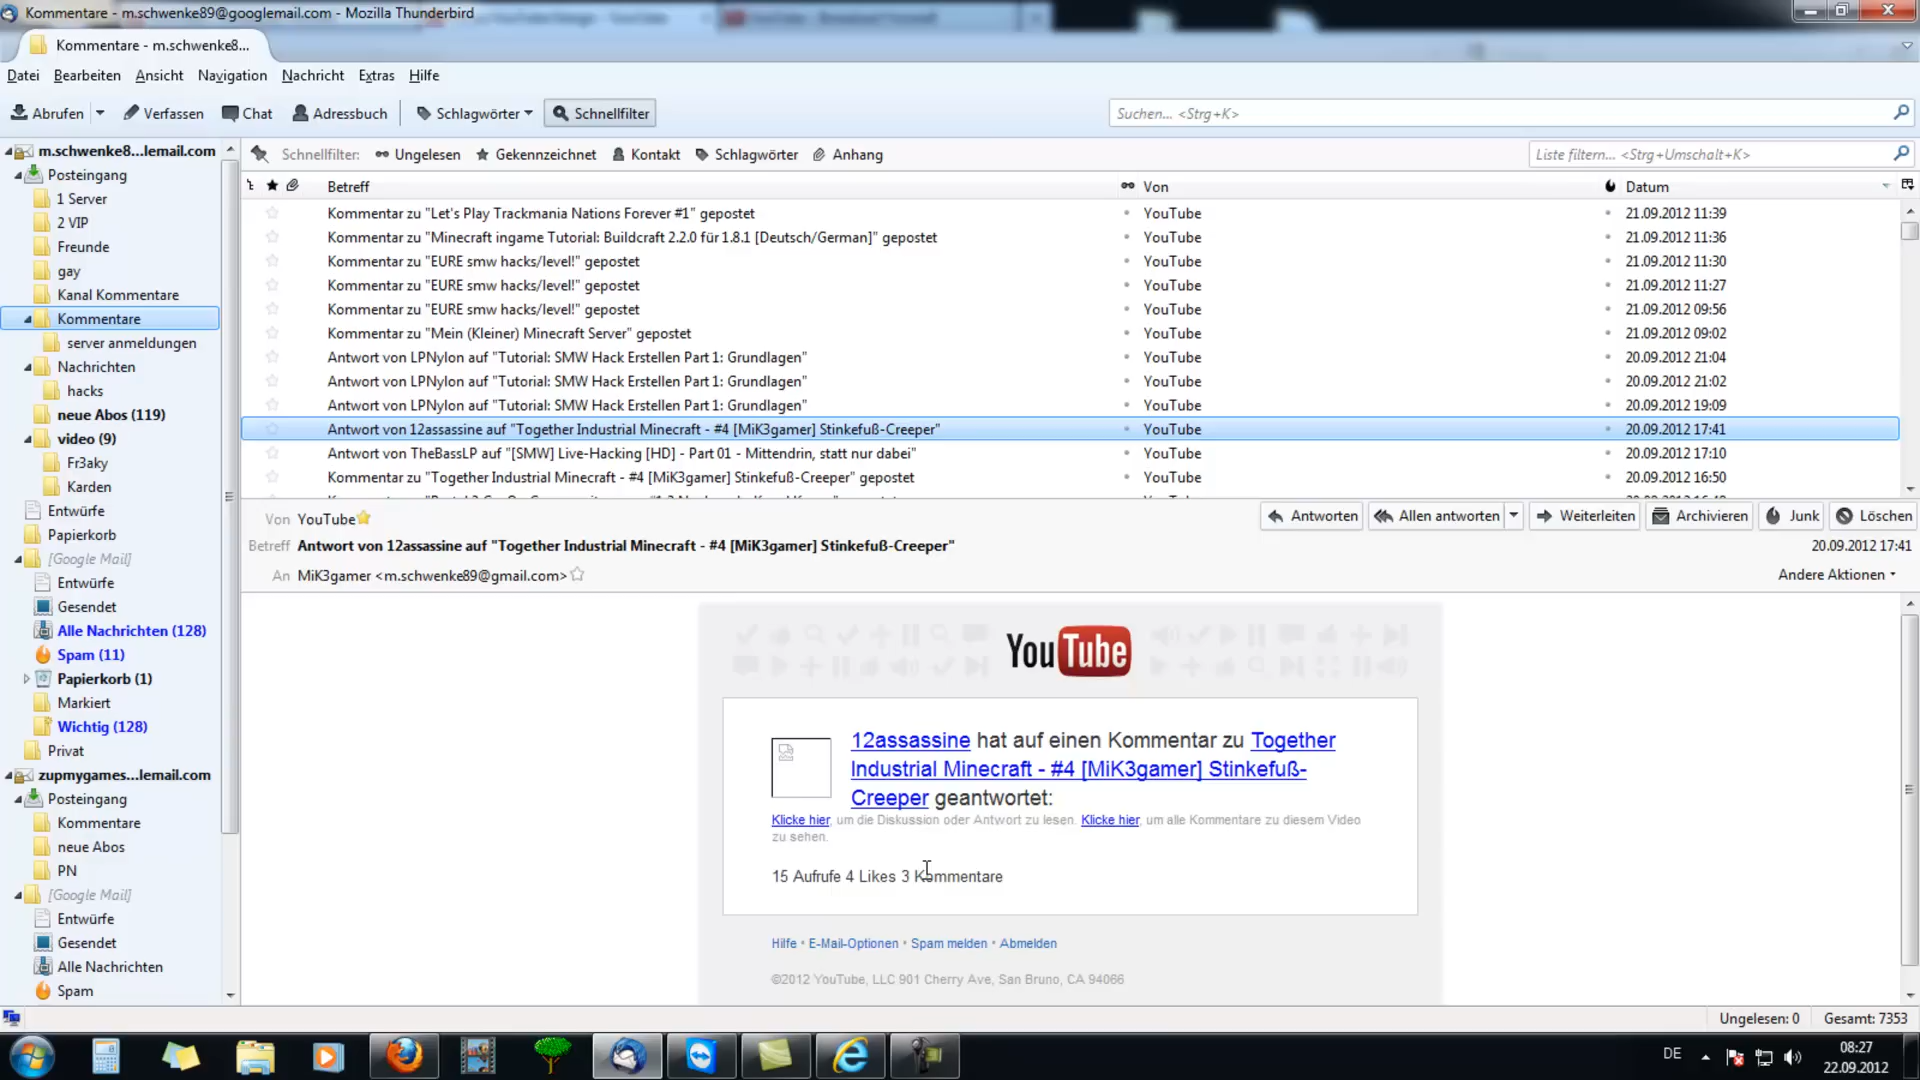 Kommentare - m.schwenke89@googlemail.com - Mozilla Thunderbird
Kommentare - m.schwenke8...
Datei Bearbeiten Ansicht Navigation Nachricht Extras Hilfe
Abrufen Verfassen Chat Adressbuch Schlagwörter Schnellfilter Suchen... <Strg+K>
m.schwenke8...lemail.com
Posteingang
1 Server
2 VIP
Freunde
gay
Kanal Kommentare
Kommentare
server anmeldungen
Nachrichten
hacks
neue Abos (119)
video (9)
Fr3aky
Karden
Entwürfe
Papierkorb
[Google Mail]
Entwürfe
Gesendet
Alle Nachrichten (128)
Spam (11)
Papierkorb (1)
Markiert
Wichtig (128)
Privat
zupmygames...lemail.com
Posteingang
Kommentare
neue Abos
PN
[Google Mail]
Entwürfe
Gesendet
Alle Nachrichten
Spam
Schnellfilter: Ungelesen Gekennzeichnet Kontakt Schlagwörter Anhang Liste filtern... <Strg+Umschalt+K>
Betreff Von Datum
Kommentar zu "Let's Play Trackmania Nations Forever #1" gepostet YouTube 21.09.2012 11:39
Kommentar zu "Minecraft ingame Tutorial: Buildcraft 2.2.0 für 1.8.1 [Deutsch/German]" gepostet YouTube 21.09.2012 11:36
Kommentar zu "EURE smw hacks/level!" gepostet YouTube 21.09.2012 11:30
Kommentar zu "EURE smw hacks/level!" gepostet YouTube 21.09.2012 11:27
Kommentar zu "EURE smw hacks/level!" gepostet YouTube 21.09.2012 09:56
Kommentar zu "Mein (Kleiner) Minecraft Server" gepostet YouTube 21.09.2012 09:02
Antwort von LPNylon auf "Tutorial: SMW Hack Erstellen Part 1: Grundlagen" YouTube 20.09.2012 21:04
Antwort von LPNylon auf "Tutorial: SMW Hack Erstellen Part 1: Grundlagen" YouTube 20.09.2012 21:02
Antwort von LPNylon auf "Tutorial: SMW Hack Erstellen Part 1: Grundlagen" YouTube 20.09.2012 19:09
Antwort von 12assassine auf "Together Industrial Minecraft - #4 [MiK3gamer] Stinkefuß-Creeper" YouTube 20.09.2012 17:41
Antwort von TheBassLP auf "[SMW] Live-Hacking [HD] - Part 01 - Mittendrin, statt nur dabei" YouTube 20.09.2012 17:10
Kommentar zu "Together Industrial Minecraft - #4 [MiK3gamer] Stinkefuß-Creeper" gepostet YouTube 20.09.2012 16:50
Von YouTube Antworten Allen antworten Weiterleiten Archivieren Junk Löschen
Betreff Antwort von 12assassine auf "Together Industrial Minecraft - #4 [MiK3gamer] Stinkefuß-Creeper" 20.09.2012 17:41
An MiK3gamer <m.schwenke89@gmail.com> Andere Aktionen
YouTube
12assassine hat auf einen Kommentar zu Together
Industrial Minecraft - #4 [MiK3gamer] Stinkefuß-
Creeper geantwortet:
Klicke hier, um die Diskussion oder Antwort zu lesen. Klicke hier, um alle Kommentare zu diesem Video
zu sehen.
15 Aufrufe 4 Likes 3 Kommentare
Hilfe • E-Mail-Optionen • Spam melden • Abmelden
©2012 YouTube, LLC 901 Cherry Ave, San Bruno, CA 94066
Ungelesen: 0 Gesamt: 7353
DE 08:27
22.09.2012